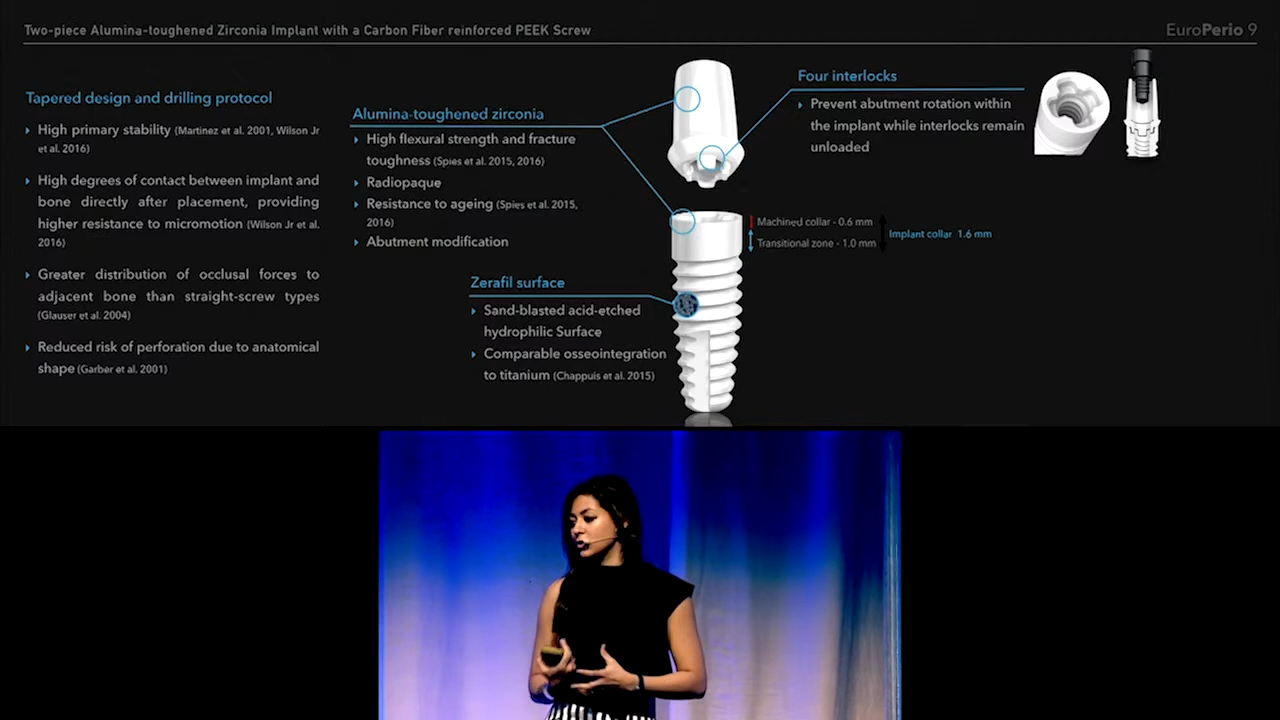 Two-piece Alumina-toughened Zirconia Implant with a Carbon Fiber reinforced PEEK Screw
EuroPerio 9
Tapered design and drilling protocol
High primary stability (Martinez et al. 2001, Wilson Jr
et al. 2016)
High degrees of contact between implant and
bone directly after placement, providing
higher resistance to micromotion (Wilson Jr et al.
2016)
Greater distribution of occlusal forces to
adjacent bone than straight-screw types
(Glauser et al. 2004)
Reduced risk of perforation due to anatomical
shape (Garber et al. 2001)
Alumina-toughened zirconia
High flexural strength and fracture
toughness (Spies et al. 2015, 2016)
Radiopaque
Resistance to ageing (Spies et al. 2015,
2016)
Abutment modification
Zerafil surface
Sand-blasted acid-etched
hydrophilic Surface
Comparable osseointegration
to titanium (Chappuis et al. 2015)
Four interlocks
Prevent abutment rotation within
the implant while interlocks remain
unloaded
Machined collar - 0.6 mm
Transitional zone - 1.0 mm
Implant collar 1.6 mm